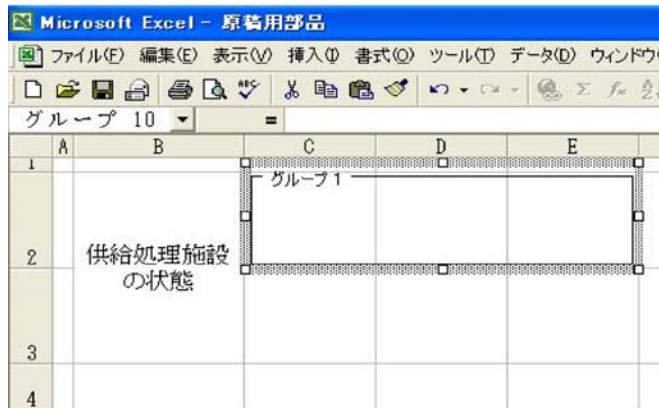 Microsoft Excel - 原稿用部品
ファイル(F) 編集(E) 表示(V) 挿入(I) 書式(O) ツール(T) データ(D) ウィンドウ
ABC Σ fx
グループ 10 =
A B C D E
1
グループ 1
2
供給処理施設
の状態
3
4